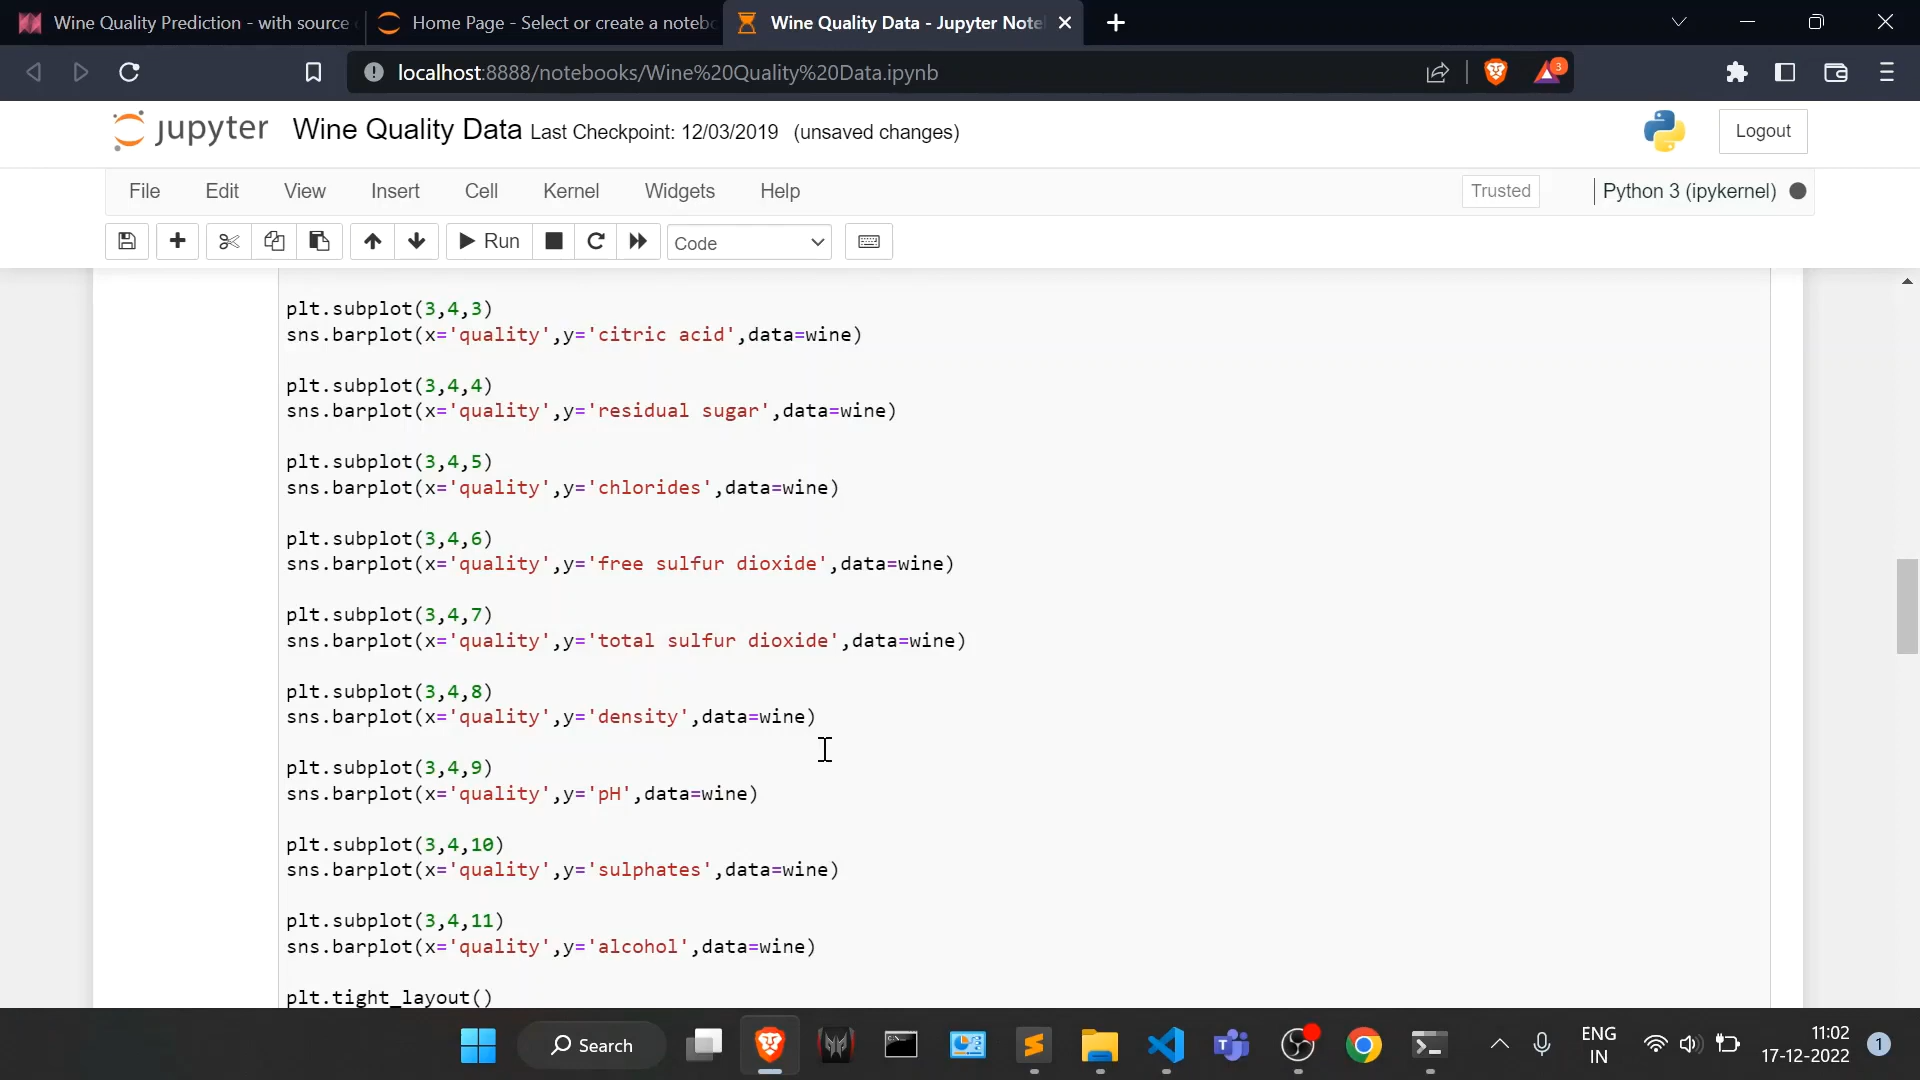 Wine Quality Prediction - with source
Home Page - Select or create a noteb
Wine Quality Data - Jupyter Note
localhost:8888/notebooks/Wine%20Quality%20Data.ipynb
3
jupyter Wine Quality Data Last Checkpoint: 12/03/2019 (unsaved changes)
Logout
File Edit View Insert Cell Kernel Widgets Help
Trusted
Python 3 (ipykernel)
Run
Code
plt.subplot(3,4,3)
sns.barplot(x='quality',y='citric acid',data=wine)
plt.subplot(3,4,4)
sns.barplot(x='quality',y='residual sugar',data=wine)
plt.subplot(3,4,5)
sns.barplot(x='quality',y='chlorides',data=wine)
plt.subplot(3,4,6)
sns.barplot(x='quality',y='free sulfur dioxide',data=wine)
plt.subplot(3,4,7)
sns.barplot(x='quality',y='total sulfur dioxide',data=wine)
plt.subplot(3,4,8)
sns.barplot(x='quality',y='density',data=wine)
plt.subplot(3,4,9)
sns.barplot(x='quality',y='pH',data=wine)
plt.subplot(3,4,10)
sns.barplot(x='quality',y='sulphates',data=wine)
plt.subplot(3,4,11)
sns.barplot(x='quality',y='alcohol',data=wine)
plt.tight_layout()
Search
ENG
IN
11:02
17-12-2022
1